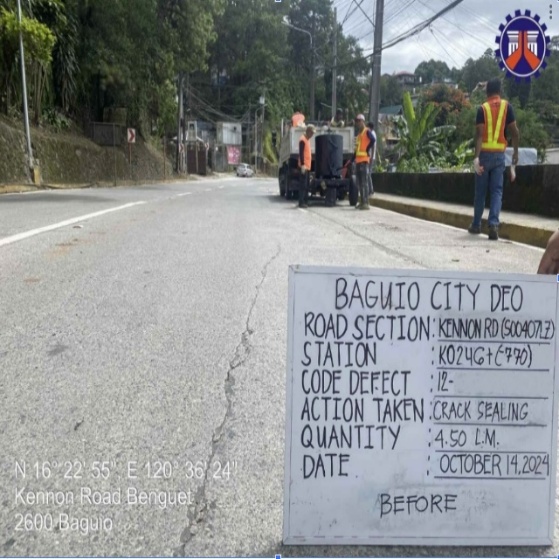 BAGUIO CITY DEO
ROAD SECTION: KENNON RD (S00407LZ)
STATION : K0246+(-770)
CODE DEFECT : 12-
ACTION TAKEN: CRACK SEALING
QUANTITY : 4.50 L.M.
DATE : OCTOBER 14, 2024
BEFORE
N 16° 22' 55" E 120° 36' 24"
Kennon Road Benguet
2600 Baguio